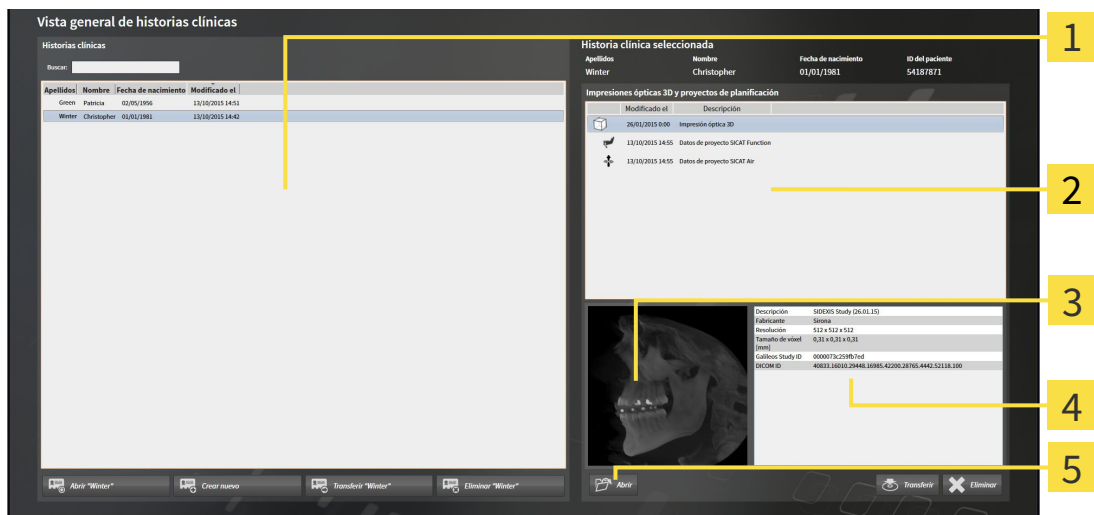 Vista general de historias clínicas
Historias clínicas
Buscar:
Apellidos Nombre Fecha de nacimiento Modificado el
Green Patricia 02/05/1956 13/10/2015 14:51
Winter Christopher 01/01/1981 13/10/2015 14:42
Abrir "Winter"
Crear nuevo
Transferir "Winter"
Eliminar "Winter"
Historia clínica seleccionada
Apellidos Nombre Fecha de nacimiento ID del paciente
Winter Christopher 01/01/1981 54187871
Impresiones ópticas 3D y proyectos de planificación
Modificado el Descripción
26/01/2015 0:00 Impresión óptica 3D
13/10/2015 14:55 Datos de proyecto SICAT Function
13/10/2015 14:55 Datos de proyecto SICAT Air
Descripción SIDEXIS Study (26.01.15)
Fabricante Sirona
Resolución 512 x 512 x 512
Tamaño de vóxel 0,31 x 0,31 x 0,31
[mm]
Galileos Study ID 0000073c259fb7ed
DICOM ID 40833.16010.29448.16985.42200.28765.4442.52118.100
Abrir
Transferir
Eliminar
1
2
3
4
5